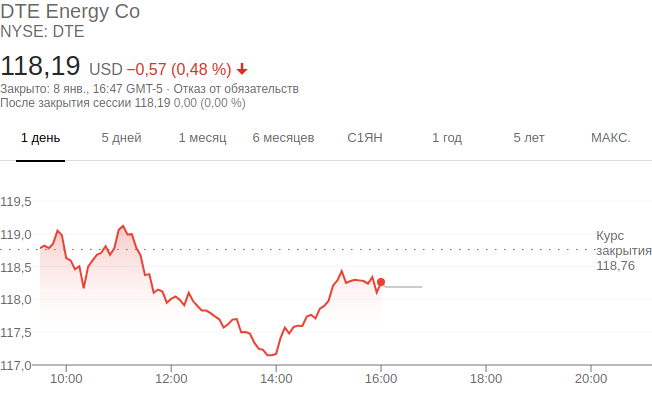 DTE Energy Co
NYSE: DTE
118,19 USD −0,57 (0,48 %)
Закрыто: 8 янв., 16:47 GMT-5 · Отказ от обязательств
После закрытия сессии 118,19 0,00 (0,00 %)
1 день 5 дней 1 месяц 6 месяцев С1ЯН 1 год 5 лет МАКС.
119,5
119,0
118,5
118,0
117,5
117,0
Курс
закрытия
118,76
10:00 12:00 14:00 16:00 18:00 20:00